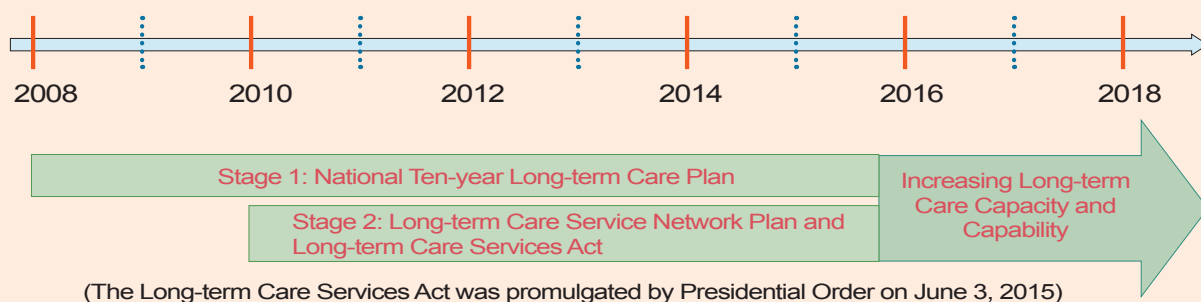 2008 2010 2012 2014 2016 2018
Stage 1: National Ten-year Long-term Care Plan
Stage 2: Long-term Care Service Network Plan and
Long-term Care Services Act
Increasing Long-term
Care Capacity and
Capability
(The Long-term Care Services Act was promulgated by Presidential Order on June 3, 2015)